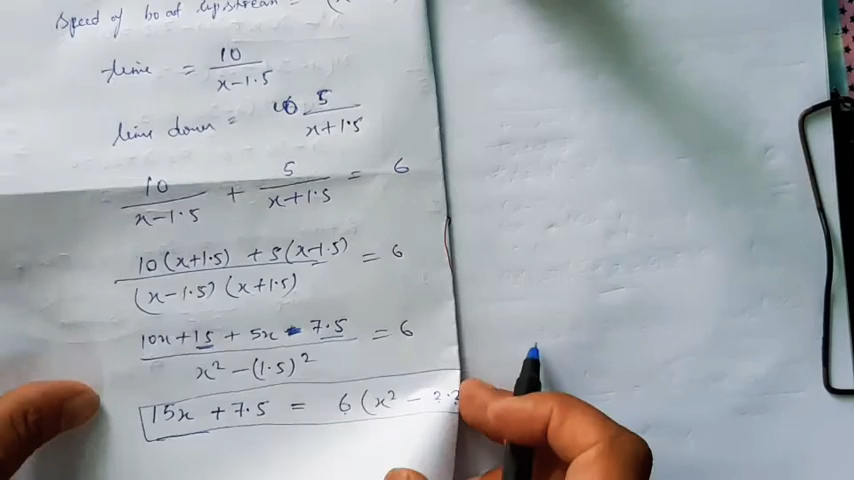 Speed of boat upstream =
time = 10/(x-1.5)
time down = 5/(x+1.5)
10/(x-1.5) + 5/(x+1.5) = 6
(10(x+1.5) + 5(x-1.5))/((x-1.5)(x+1.5)) = 6
(10x+15 + 5x - 7.5)/(x² - (1.5)²) = 6
15x + 7.5 = 6(x² - 2.2